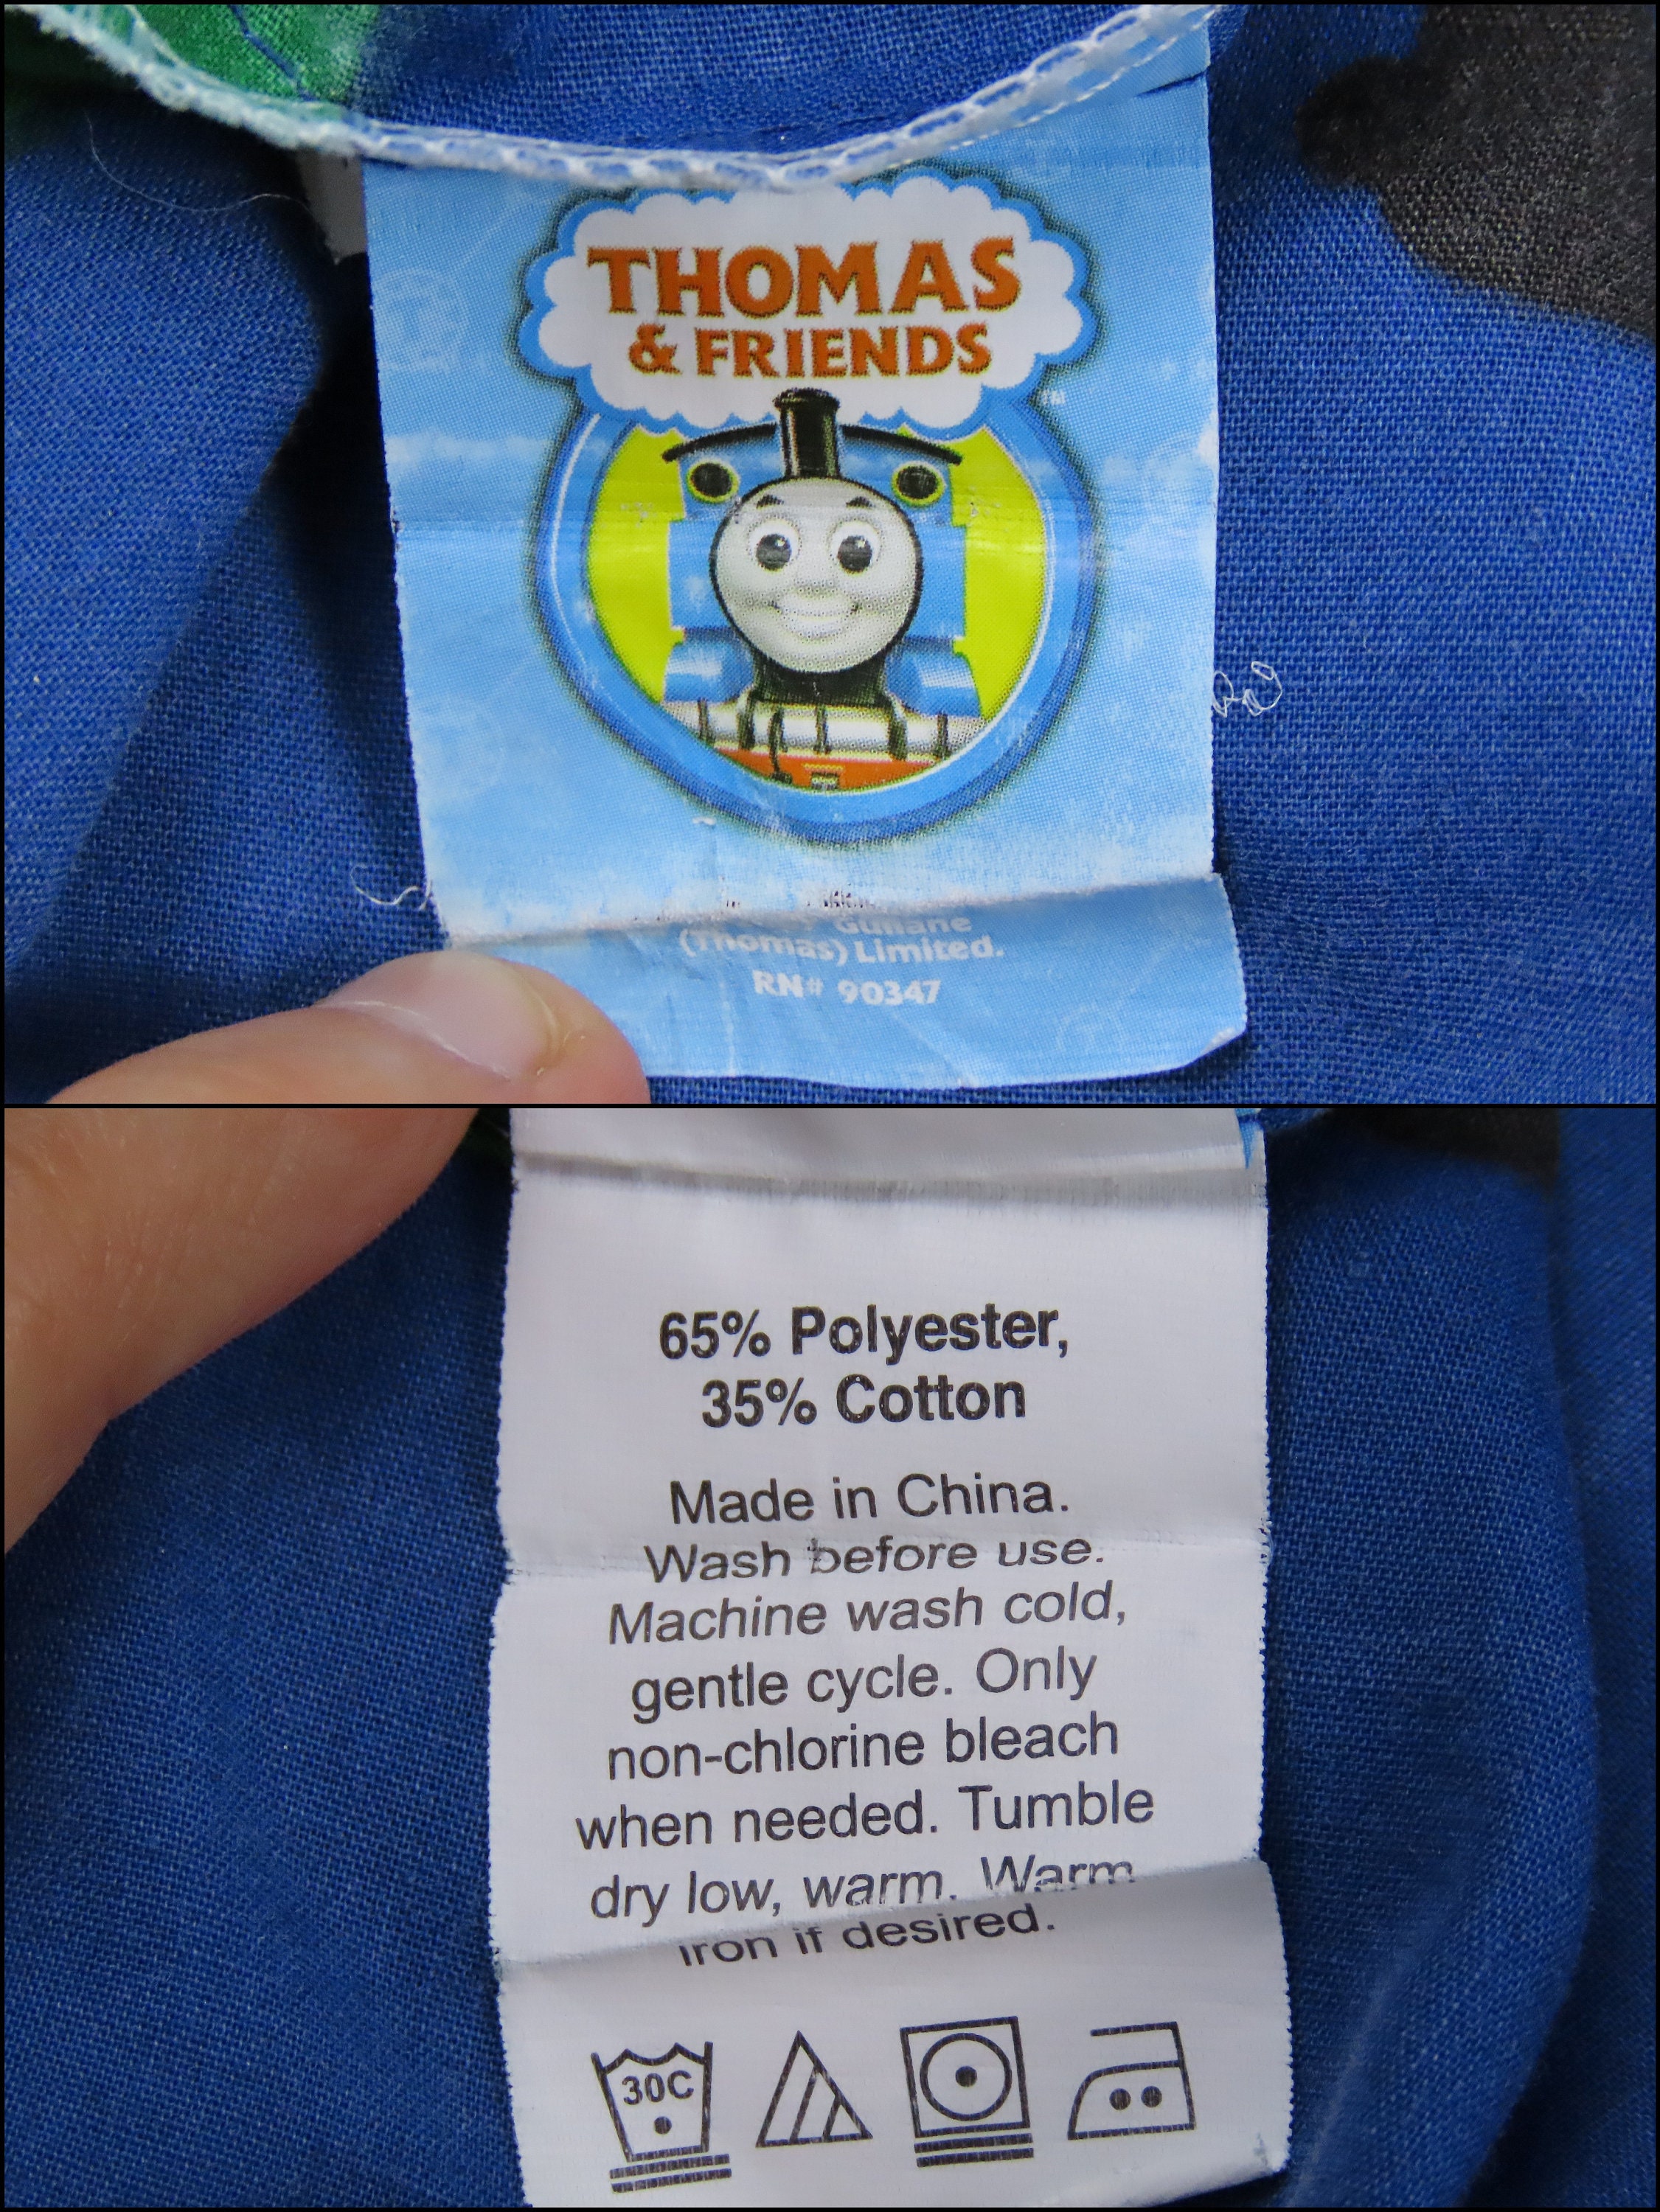 THOMAS
& FRIENDS
TM
(Thomas) Limited.
RN# 90347
65% Polyester,
35% Cotton
Made in China.
Wash before use.
Machine wash cold,
gentle cycle. Only
non-chlorine bleach
when needed. Tumble
dry low, warm. Warm
iron if desired.
30C